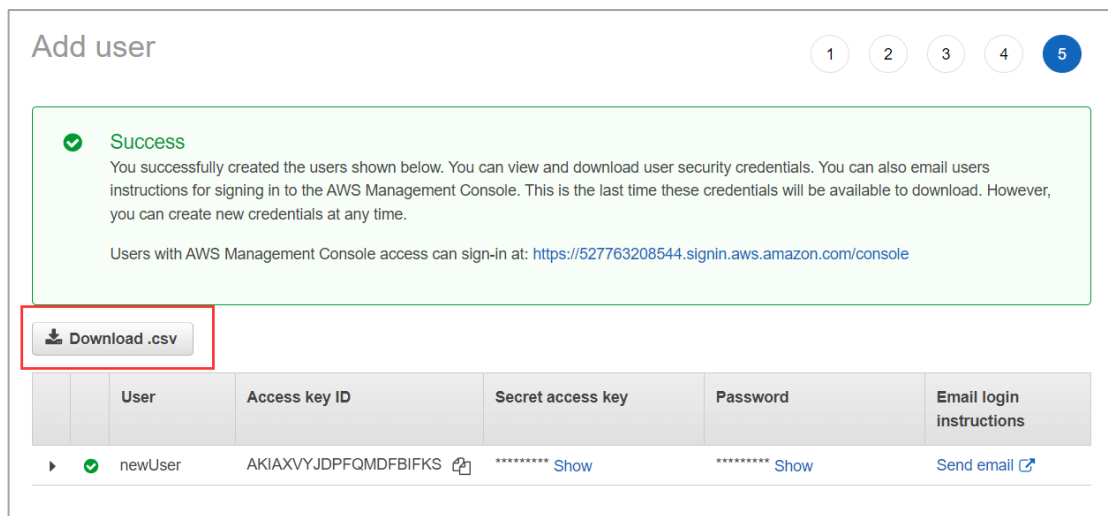 Add user
1 2 3 4 5
Success
You successfully created the users shown below. You can view and download user security credentials. You can also email users
instructions for signing in to the AWS Management Console. This is the last time these credentials will be available to download. However,
you can create new credentials at any time.
Users with AWS Management Console access can sign-in at: https://527763208544.signin.aws.amazon.com/console
Download .csv
User Access key ID Secret access key Password Email login
instructions
newUser AKIAXVYJDPFQMDFBIFKS ********* Show ********* Show Send email